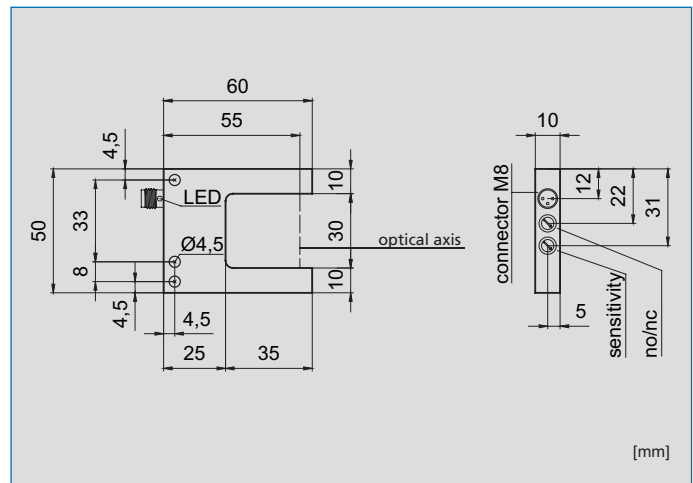 60
55
4,5
LED
33
50
Ø4,5
8
4,5
4,5
25
35
10
30
10
optical axis
10
connector M8
12
22
31
5
sensitivity
no/nc
[mm]